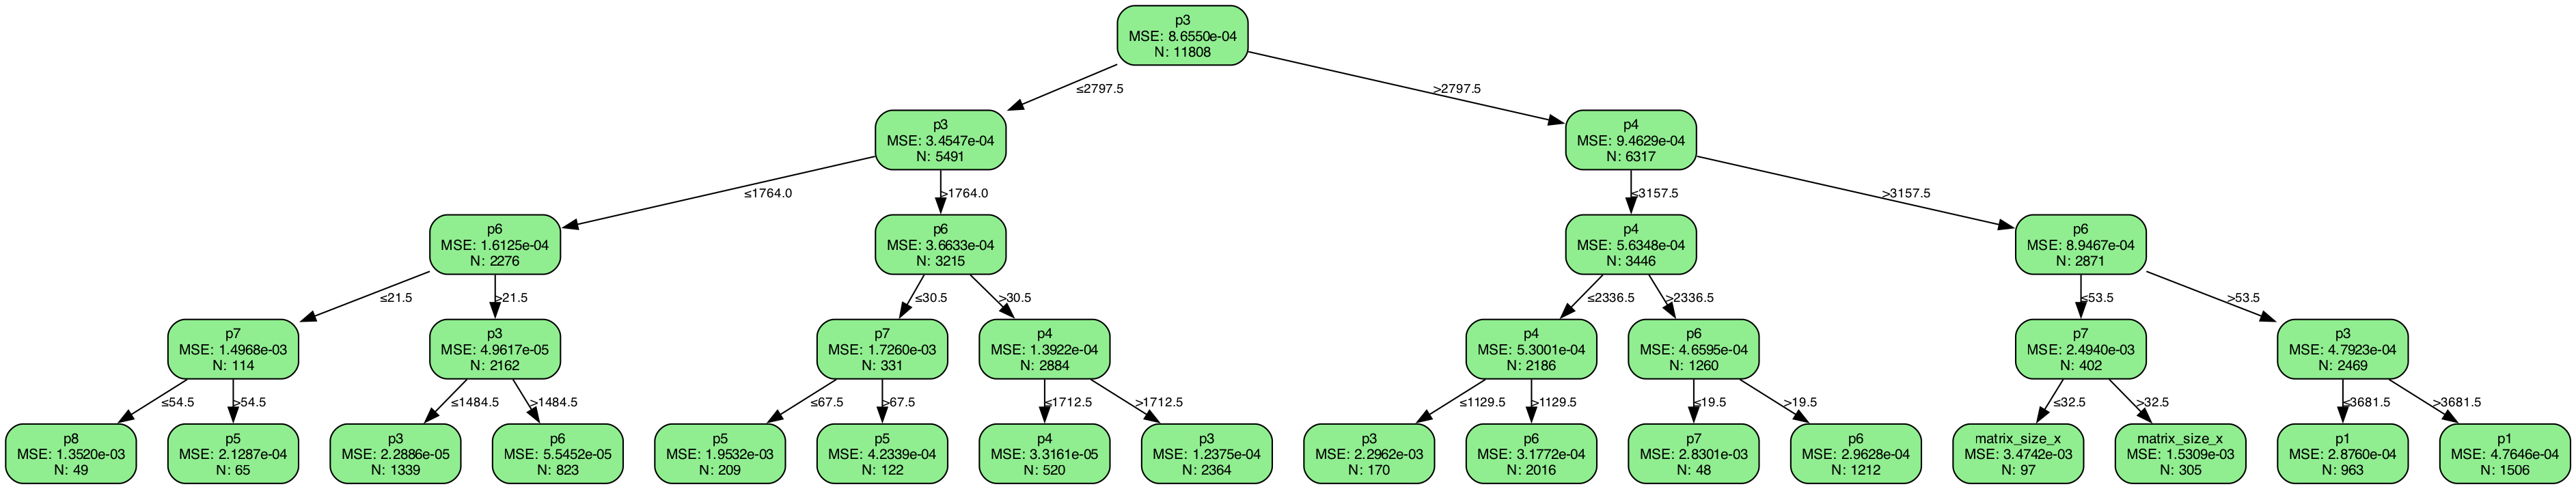 p3
MSE: 8.6550e-04
N: 11808
≤2797.5
>2797.5
p3
MSE: 3.4547e-04
N: 5491
p4
MSE: 9.4629e-04
N: 6317
≤1764.0
>1764.0
≤3157.5
>3157.5
p6
MSE: 1.6125e-04
N: 2276
p6
MSE: 3.6633e-04
N: 3215
p4
MSE: 5.6348e-04
N: 3446
p6
MSE: 8.9467e-04
N: 2871
≤21.5
>21.5
≤30.5
>30.5
≤2336.5
>2336.5
≤53.5
>53.5
p7
MSE: 1.4968e-03
N: 114
p3
MSE: 4.9617e-05
N: 2162
p7
MSE: 1.7260e-03
N: 331
p4
MSE: 1.3922e-04
N: 2884
p4
MSE: 5.3001e-04
N: 2186
p6
MSE: 4.6595e-04
N: 1260
p7
MSE: 2.4940e-03
N: 402
p3
MSE: 4.7923e-04
N: 2469
≤54.5
>54.5
≤1484.5
>1484.5
≤67.5
>67.5
≤1712.5
>1712.5
≤1129.5
>1129.5
≤19.5
>19.5
≤32.5
>32.5
≤3681.5
>3681.5
p8
MSE: 1.3520e-03
N: 49
p5
MSE: 2.1287e-04
N: 65
p3
MSE: 2.2886e-05
N: 1339
p6
MSE: 5.5452e-05
N: 823
p5
MSE: 1.9532e-03
N: 209
p5
MSE: 4.2339e-04
N: 122
p4
MSE: 3.3161e-05
N: 520
p3
MSE: 1.2375e-04
N: 2364
p3
MSE: 2.2962e-03
N: 170
p6
MSE: 3.1772e-04
N: 2016
p7
MSE: 2.8301e-03
N: 48
p6
MSE: 2.9628e-04
N: 1212
matrix_size_x
MSE: 3.4742e-03
N: 97
matrix_size_x
MSE: 1.5309e-03
N: 305
p1
MSE: 2.8760e-04
N: 963
p1
MSE: 4.7646e-04
N: 1506